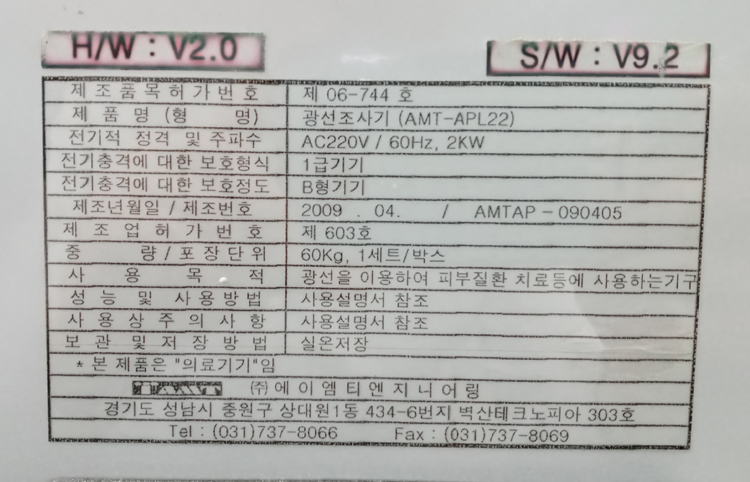 H/W : V2.0 S/W : V9.2
제조품목허가번호 제 06-744 호
제품명 (형 명) 광선조사기 (AMT-APL22)
전기적 정격 및 주파수 AC220V / 60Hz, 2KW
전기충격에 대한 보호형식 1급기기
전기충격에 대한 보호정도 B형기기
제조년월일 / 제조번호 2009 . 04. / AMTAP - 090405
제조업허가번호 제 603호
중 량 / 포장단위 60Kg, 1세트/박스
사용목적 광선을 이용하여 피부질환 치료등에 사용하는기구
성능 및 사용방법 사용설명서 참조
사용상주의사항 사용설명서 참조
보관및저장방법 실온저장
* 본 제품은 "의료기기"임
(주)에이엠티엔지니어링
경기도 성남시 중원구 상대원1동 434-6번지 벽산테크노피아 303호
Tel : (031)737-8066 Fax : (031)737-8069